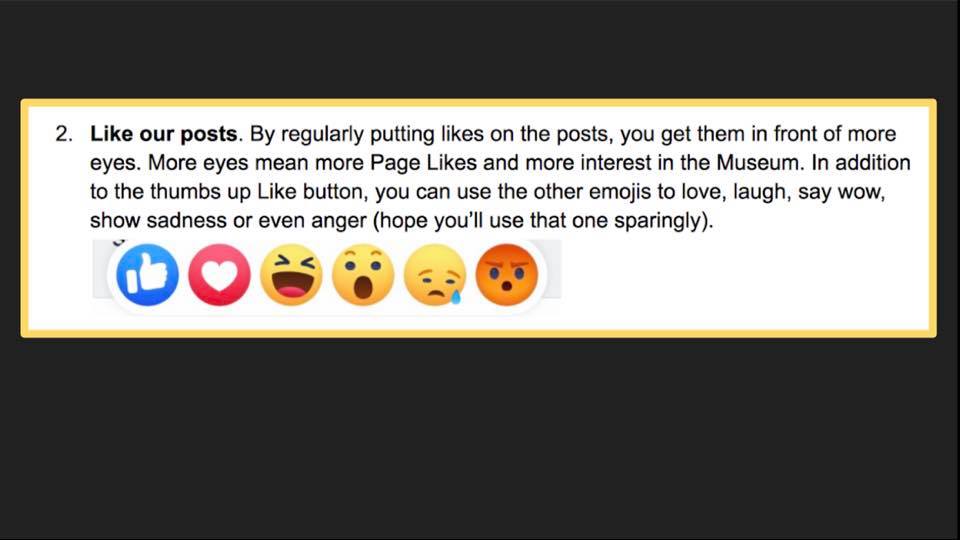 2. Like our posts. By regularly putting likes on the posts, you get them in front of more
eyes. More eyes mean more Page Likes and more interest in the Museum. In addition
to the thumbs up Like button, you can use the other emojis to love, laugh, say wow,
show sadness or even anger (hope you'll use that one sparingly).